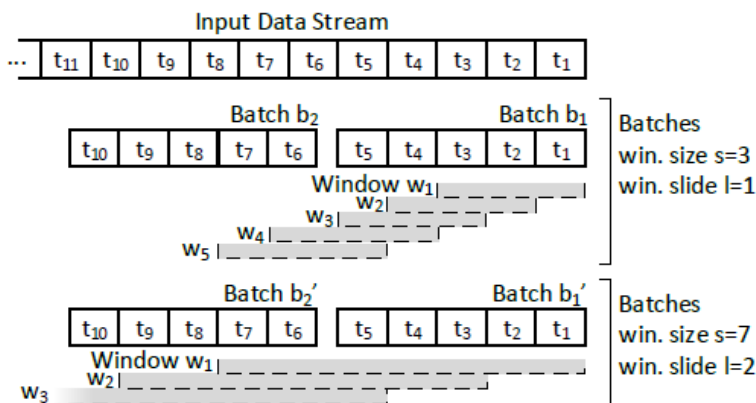 Input Data Stream
... t₁₁ t₁₀ t₉ t₈ t₇ t₆ t₅ t₄ t₃ t₂ t₁
Batch b₂ Batch b₁
t₁₀ t₉ t₈ t₇ t₆ t₅ t₄ t₃ t₂ t₁
Window w₁
w₂
w₃
w₄
w₅
Batches
win. size s=3
win. slide l=1
Batch b₂′ Batch b₁′
t₁₀ t₉ t₈ t₇ t₆ t₅ t₄ t₃ t₂ t₁
Window w₁
w₂
w₃
Batches
win. size s=7
win. slide l=2